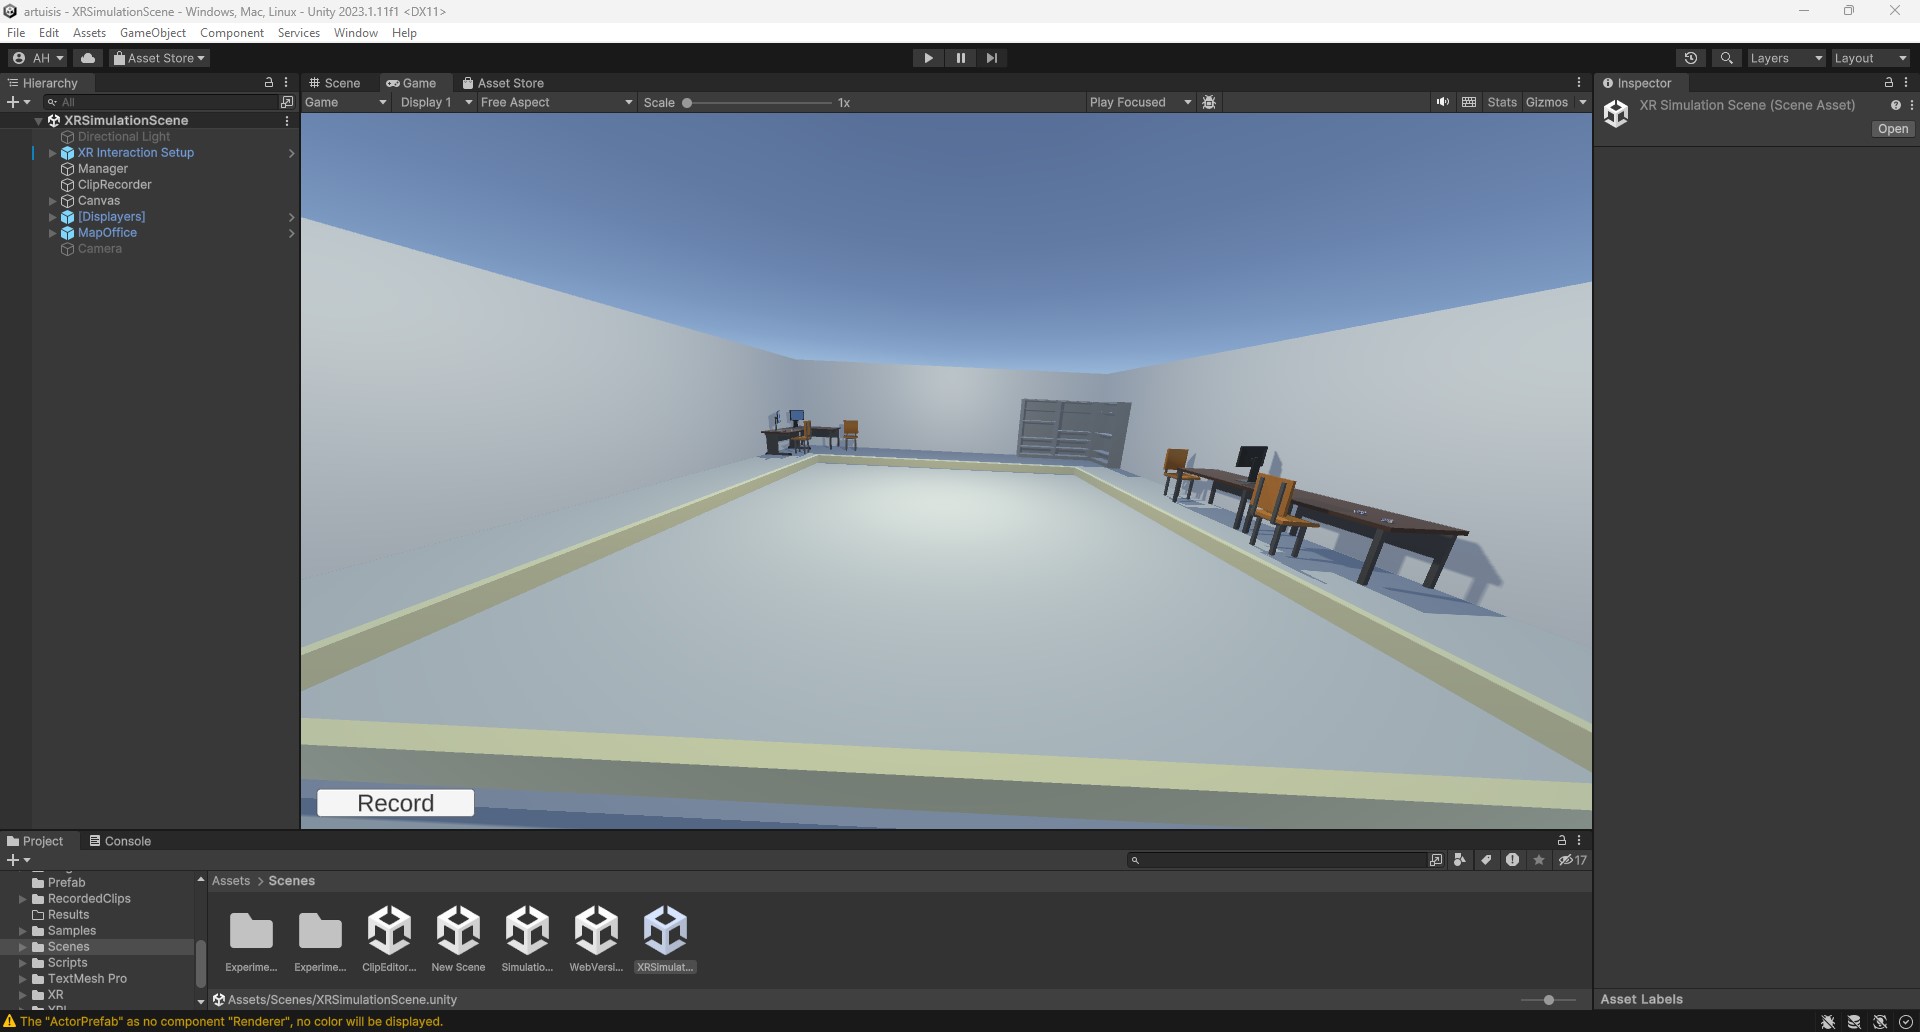 artuisis - XRSimulationScene - Windows, Mac, Linux - Unity 2023.1.11f1 <DX11>
File Edit Assets GameObject Component Services Window Help
AH Asset Store Layers Layout
Hierarchy Scene Game Asset Store Inspector
All Game Display 1 Free Aspect Scale 1x Play Focused Stats Gizmos XR Simulation Scene (Scene Asset)
Open
XRSimulationScene
Directional Light
XR Interaction Setup
Manager
ClipRecorder
Canvas
[Displayers]
MapOffice
Camera
Record
Project Console
17
Assets > Scenes
Prefab
RecordedClips
Results
Samples
Scenes
Scripts
TextMesh Pro
XR
Experime... Experime... ClipEditor... New Scene Simulatio... WebVersi... XRSimulat...
Assets/Scenes/XRSimulationScene.unity
Asset Labels
The "ActorPrefab" as no component "Renderer", no color will be displayed.